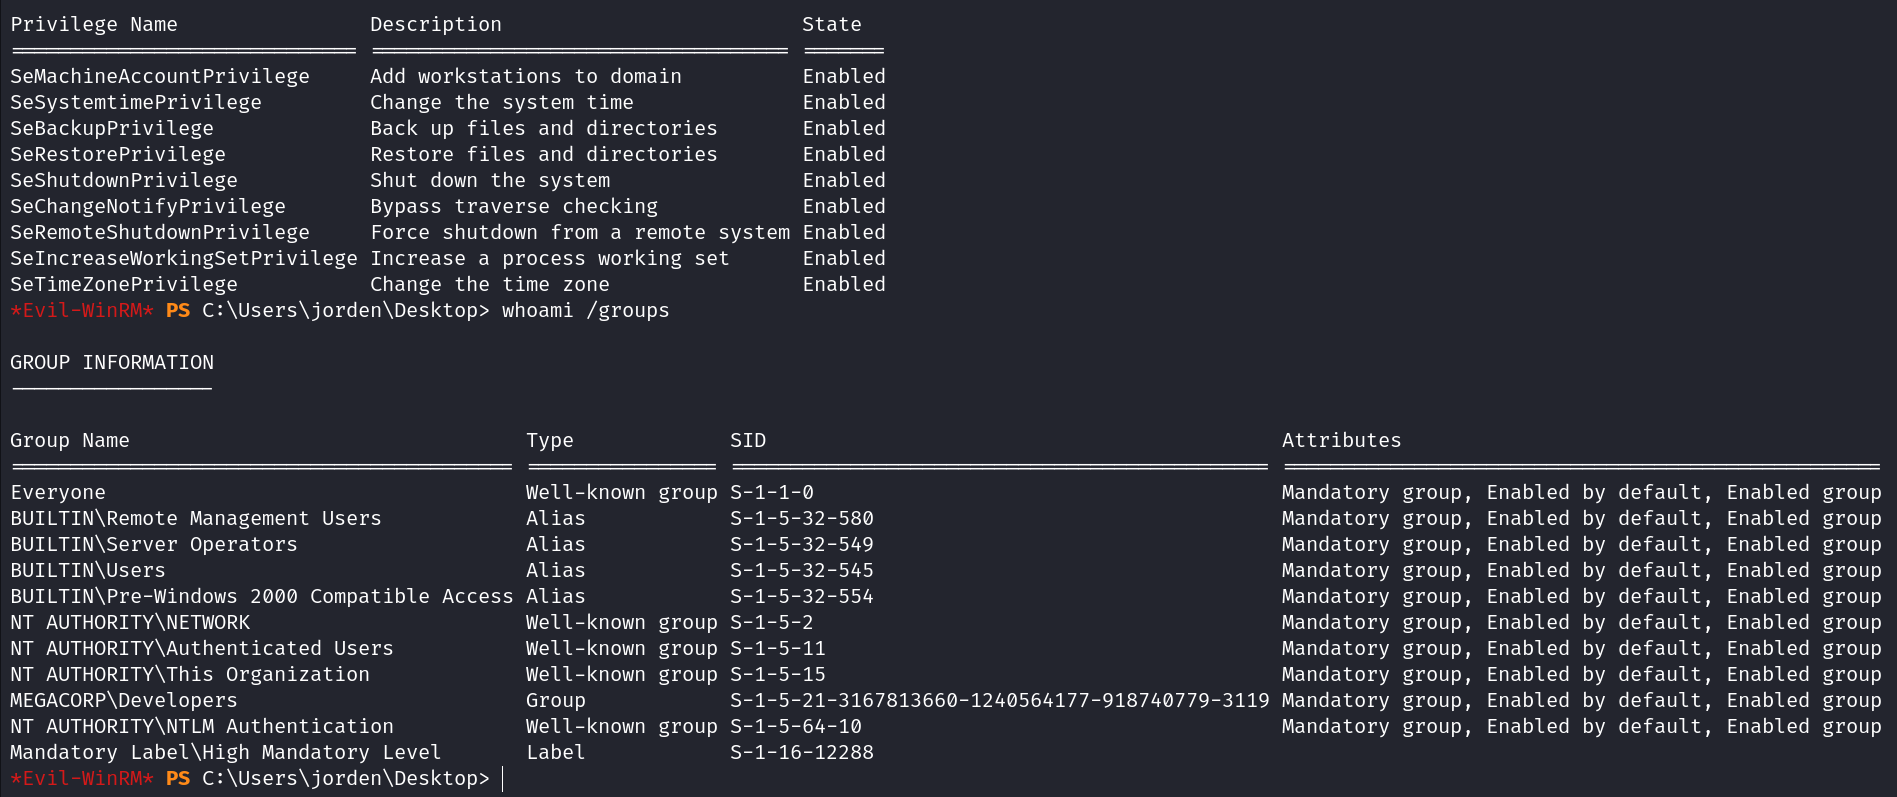 Privilege Name                Description                         State
============================= =================================== =======
SeMachineAccountPrivilege     Add workstations to domain          Enabled
SeSystemtimePrivilege         Change the system time              Enabled
SeBackupPrivilege             Back up files and directories       Enabled
SeRestorePrivilege            Restore files and directories       Enabled
SeShutdownPrivilege           Shut down the system                Enabled
SeChangeNotifyPrivilege       Bypass traverse checking            Enabled
SeRemoteShutdownPrivilege     Force shutdown from a remote system Enabled
SeIncreaseWorkingSetPrivilege Increase a process working set      Enabled
SeTimeZonePrivilege           Change the time zone                Enabled
*Evil-WinRM* PS C:\Users\jorden\Desktop> whoami /groups
GROUP INFORMATION
-----------------
Group Name                                 Type             SID                                           Attributes
========================================== ================ ============================================= ==================================================
Everyone                                   Well-known group S-1-1-0                                       Mandatory group, Enabled by default, Enabled group
BUILTIN\Remote Management Users            Alias            S-1-5-32-580                                  Mandatory group, Enabled by default, Enabled group
BUILTIN\Server Operators                   Alias            S-1-5-32-549                                  Mandatory group, Enabled by default, Enabled group
BUILTIN\Users                              Alias            S-1-5-32-545                                  Mandatory group, Enabled by default, Enabled group
BUILTIN\Pre-Windows 2000 Compatible Access Alias            S-1-5-32-554                                  Mandatory group, Enabled by default, Enabled group
NT AUTHORITY\NETWORK                       Well-known group S-1-5-2                                       Mandatory group, Enabled by default, Enabled group
NT AUTHORITY\Authenticated Users           Well-known group S-1-5-11                                      Mandatory group, Enabled by default, Enabled group
NT AUTHORITY\This Organization             Well-known group S-1-5-15                                      Mandatory group, Enabled by default, Enabled group
MEGACORP\Developers                        Group            S-1-5-21-3167813660-1240564177-918740779-3119 Mandatory group, Enabled by default, Enabled group
NT AUTHORITY\NTLM Authentication           Well-known group S-1-5-64-10                                   Mandatory group, Enabled by default, Enabled group
Mandatory Label\High Mandatory Level       Label            S-1-16-12288
*Evil-WinRM* PS C:\Users\jorden\Desktop>